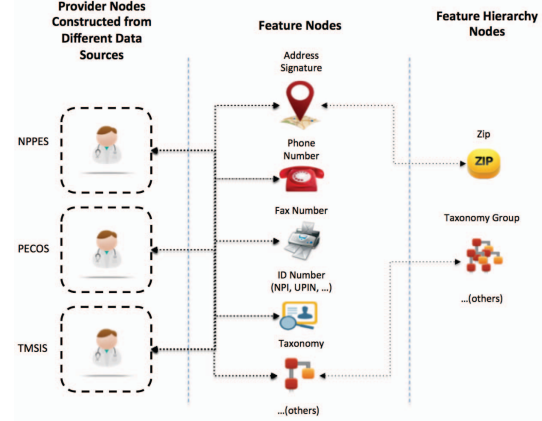 Provider Nodes
Constructed from
Different Data
Sources
Feature Nodes
Feature Hierarchy
Nodes
Address
Signature
NPPES
Phone
Number
Zip
ZIP
Fax Number
Taxonomy Group
PECOS
ID Number
(NPI, UPIN, ...)
...(others)
TMSIS
Taxonomy
...(others)